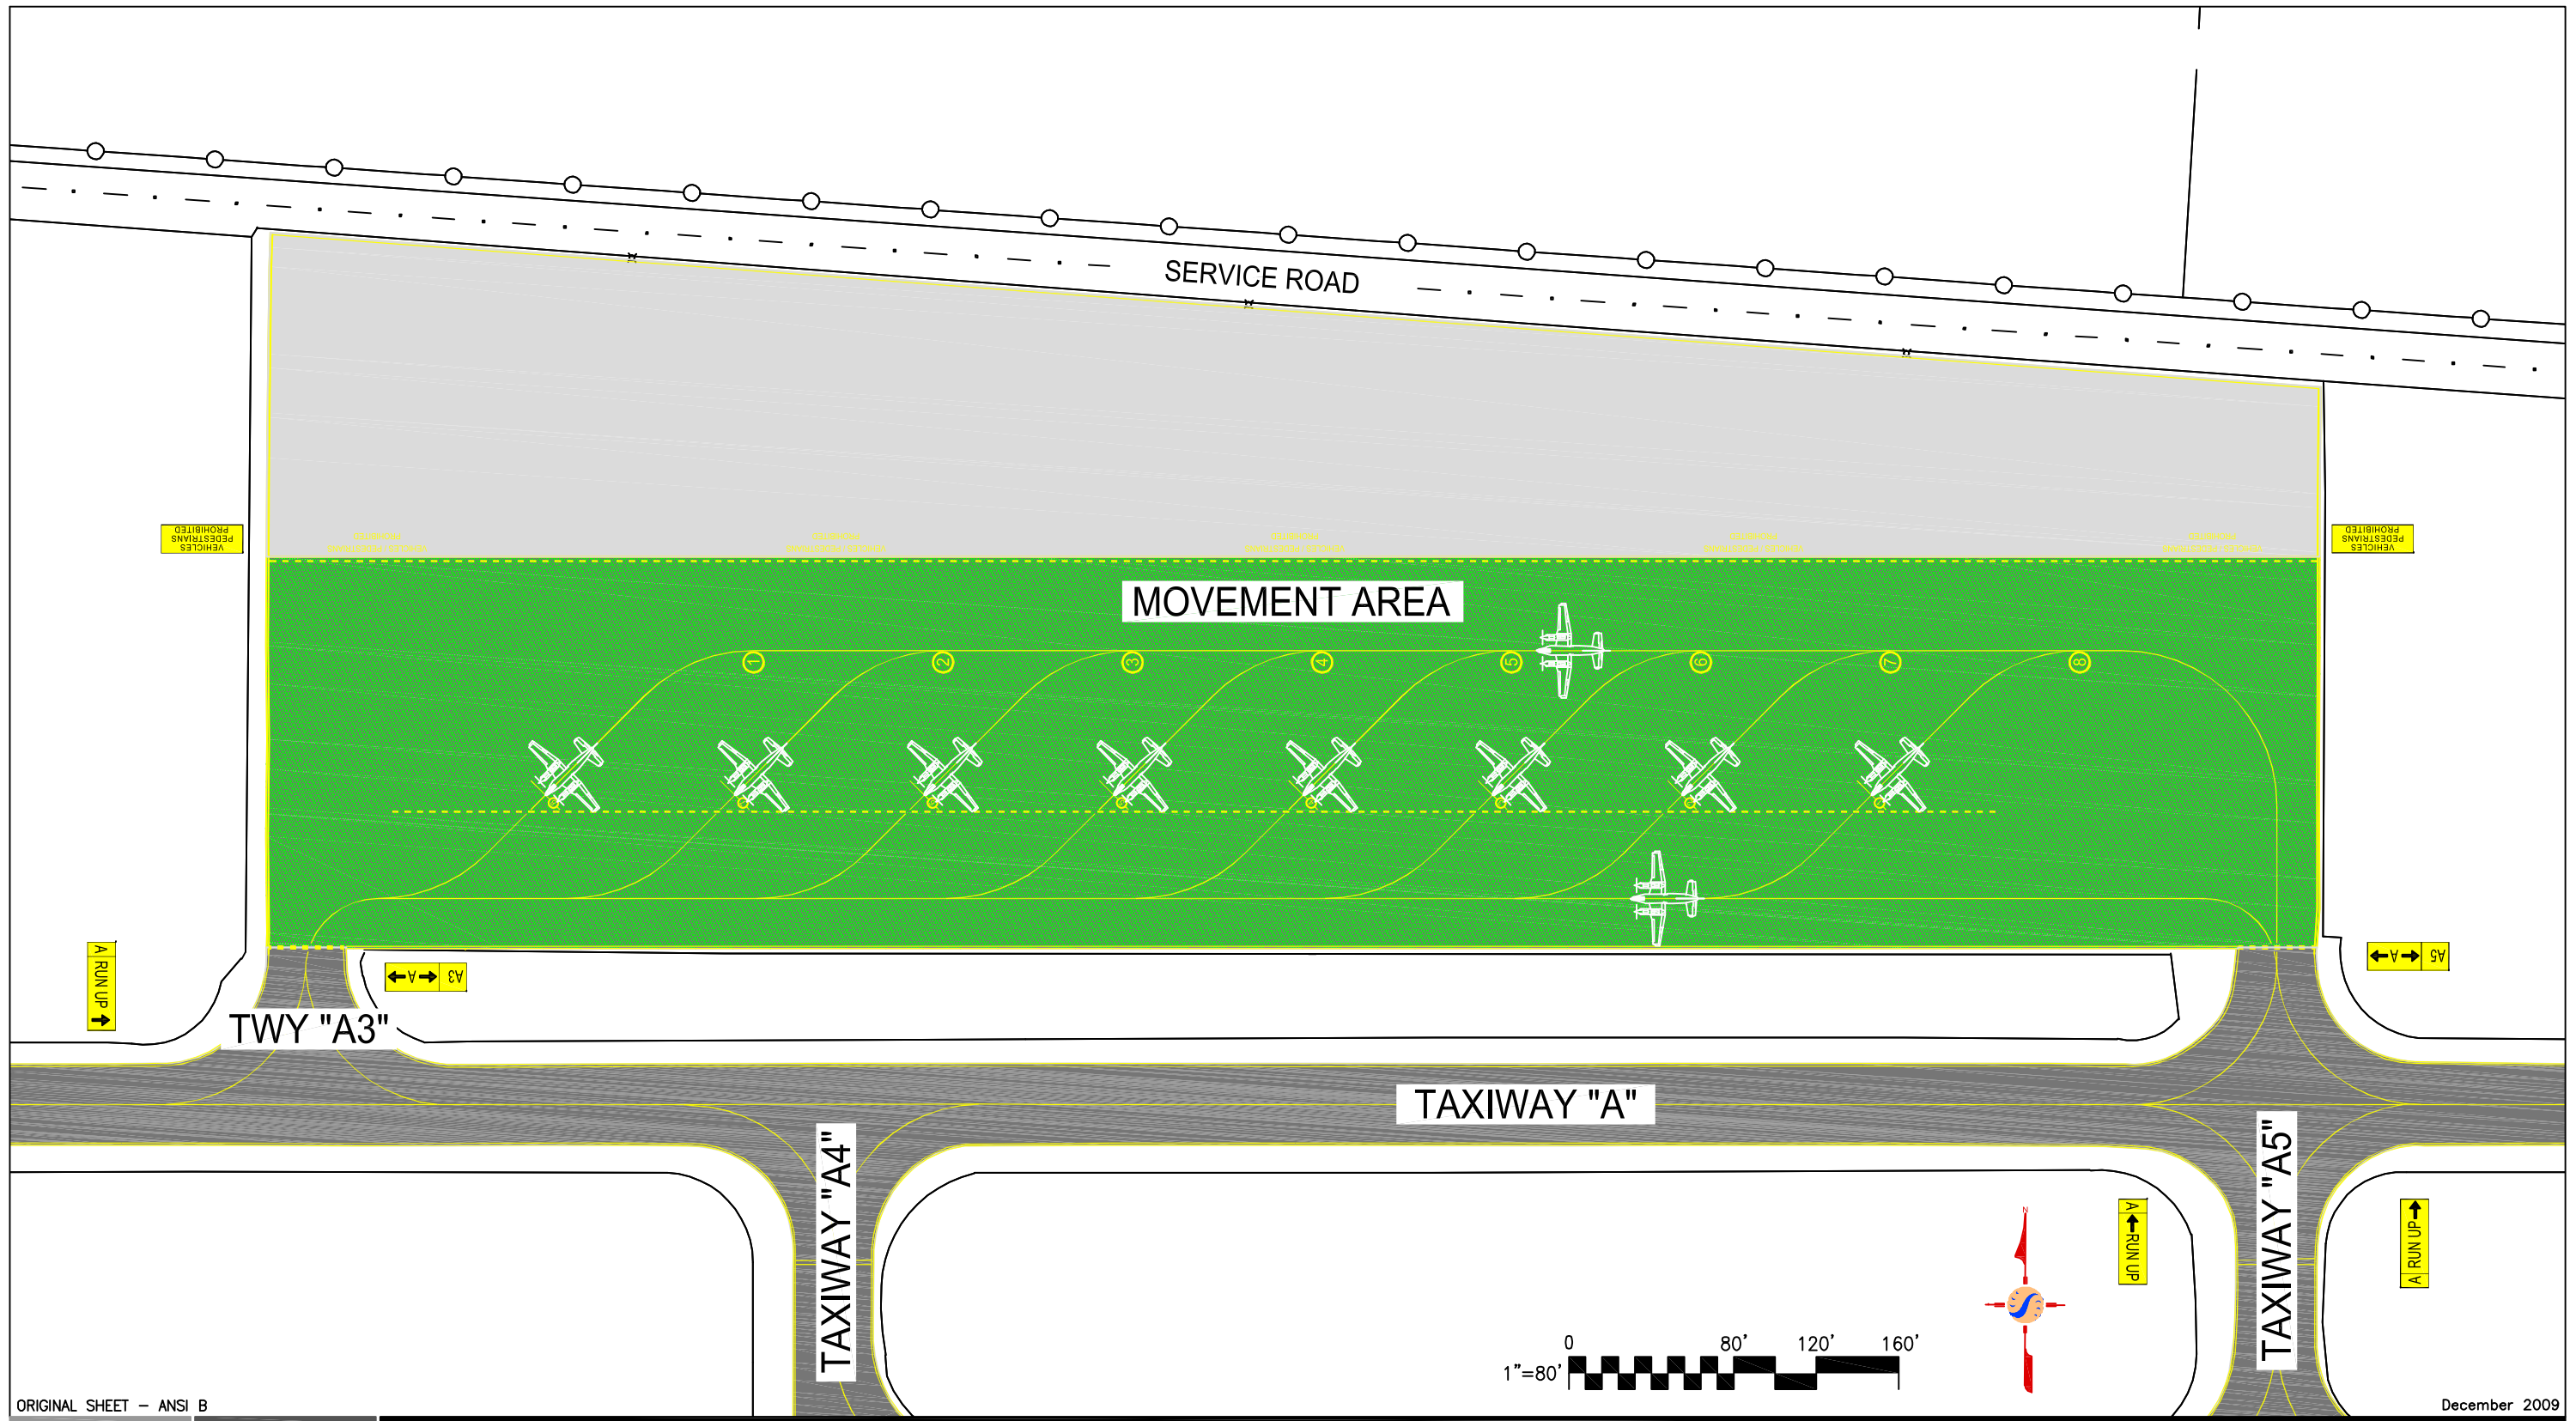 SERVICE ROAD
VEHICLES
PEDESTRIANS
PROHIBITED
VEHICLES
PEDESTRIANS
PROHIBITED
MOVEMENT AREA
1
2
3
4
5
6
7
8
A RUN UP →
A3 ←A→
A5 ←A→
TWY "A3"
TAXIWAY "A"
TAXIWAY "A4"
TAXIWAY "A5"
A ←RUN UP
A RUN UP→
N
0 80' 120' 160'
1"=80'
ORIGINAL SHEET – ANSI B
December 2009